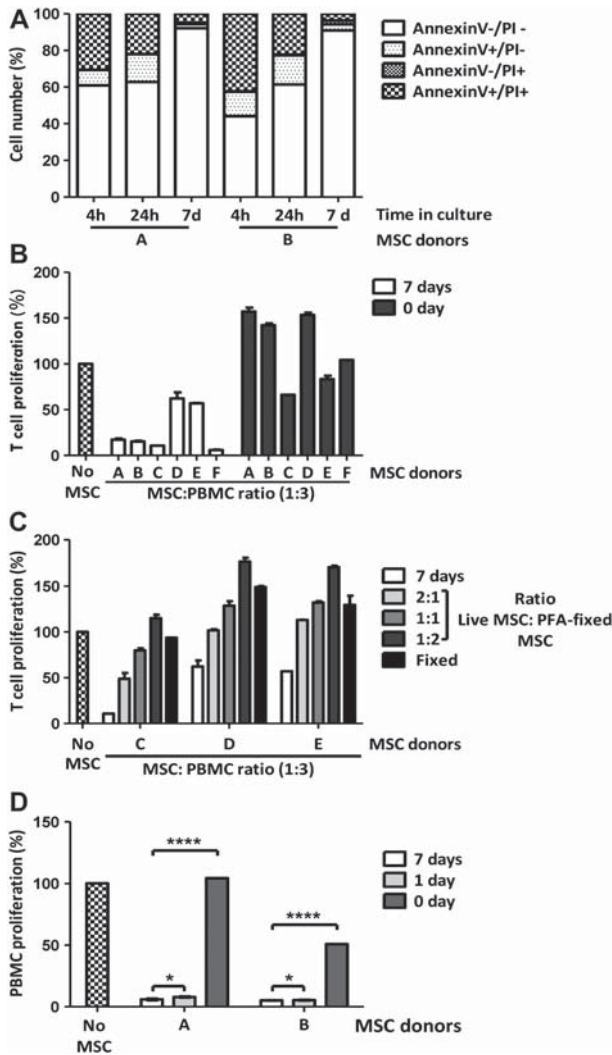 A
Cell number (%)
100
80
60
40
20
0
AnnexinV-/PI -
AnnexinV+/PI-
AnnexinV-/PI+
AnnexinV+/PI+
4h 24h 7d 4h 24h 7 d Time in culture
A B MSC donors
B
T cell proliferation (%)
200
150
100
50
0
7 days
0 day
No MSC
A B C D E F A B C D E F MSC donors
MSC:PBMC ratio (1:3)
C
T cell proliferation (%)
200
150
100
50
0
7 days
2:1
1:1
1:2
Fixed
Ratio
Live MSC: PFA-fixed
MSC
No MSC
C D E MSC donors
MSC: PBMC ratio (1:3)
D
PBMC proliferation (%)
150
100
50
0
**** ****
* *
7 days
1 day
0 day
No MSC
A B MSC donors